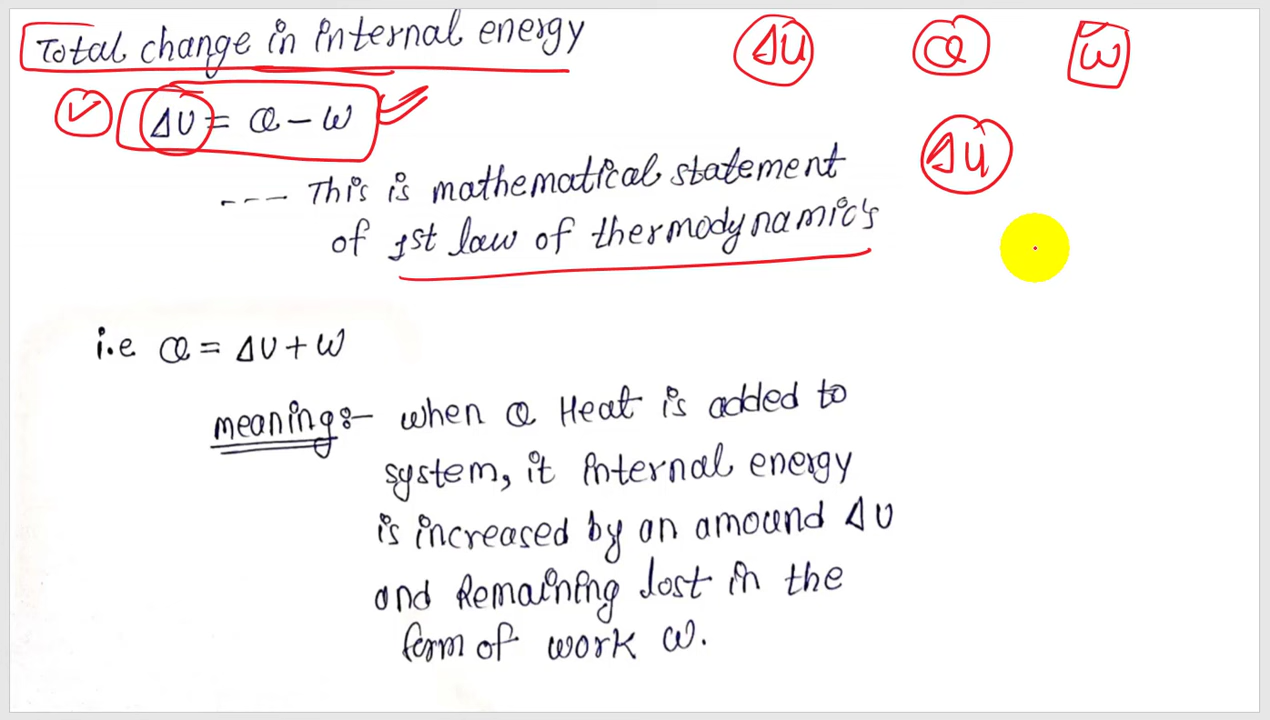 Total change in internal energy
ΔU Q W
ΔU = Q - W
ΔU
--- This is mathematical statement
of 1st law of thermodynamic's
i.e Q = ΔU + W
meaning:- when Q Heat is added to
system, it internal energy
is increased by an amound ΔU
and Remaining lost in the
form of work W.